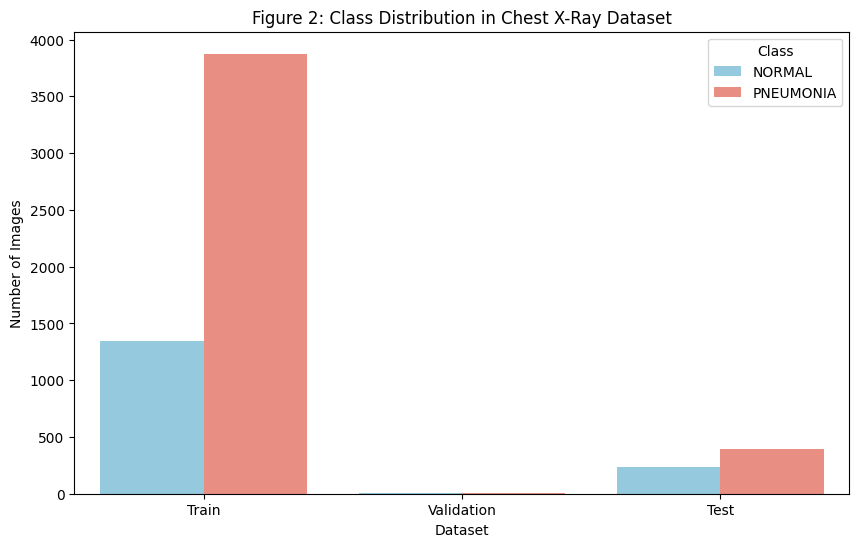 Figure 2: Class Distribution in Chest X-Ray Dataset
Class
NORMAL
PNEUMONIA
Number of Images
4000
3500
3000
2500
2000
1500
1000
500
0
Train
Validation
Test
Dataset